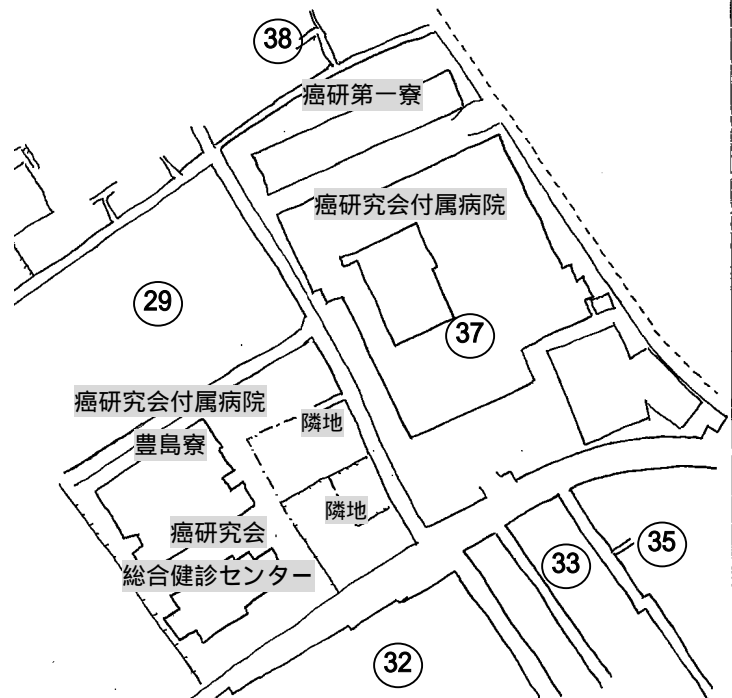 38
癌研第一寮
癌研究会付属病院
29
37
癌研究会付属病院
豊島寮
隣地
隣地
癌研究会
総合健診センター
33
35
32